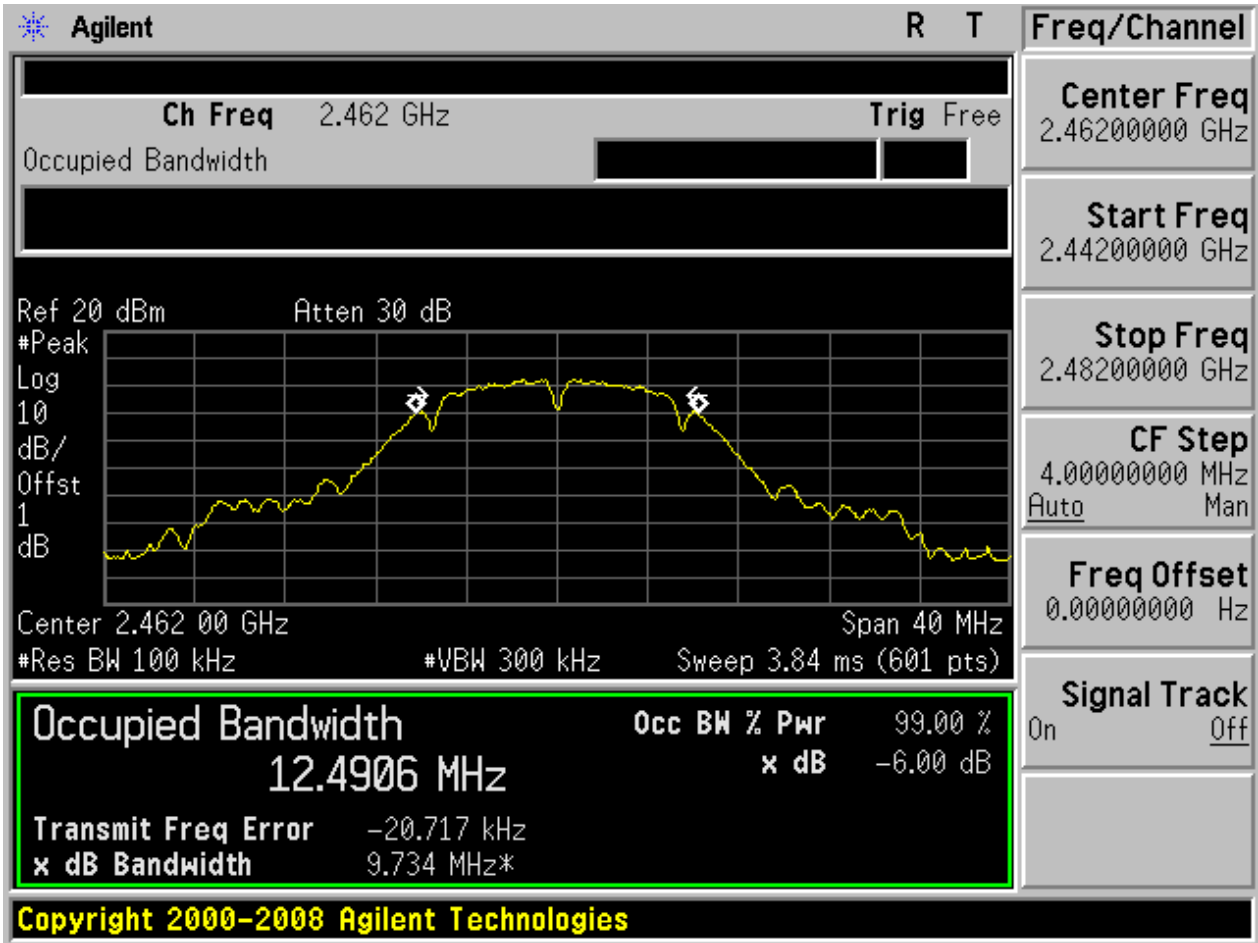 Agilent R T
Freq/Channel
Ch Freq 2.462 GHz Trig Free
Occupied Bandwidth
Center Freq
2.46200000 GHz
Start Freq
2.44200000 GHz
Stop Freq
2.48200000 GHz
CF Step
4.00000000 MHz
Auto Man
Freq Offset
0.00000000 Hz
Signal Track
On Off
Ref 20 dBm Atten 30 dB
#Peak
Log
10
dB/
Offst
1
dB
Center 2.462 00 GHz Span 40 MHz
#Res BW 100 kHz #VBW 300 kHz Sweep 3.84 ms (601 pts)
Occupied Bandwidth
12.4906 MHz
Occ BW % Pwr 99.00 %
x dB -6.00 dB
Transmit Freq Error -20.717 kHz
x dB Bandwidth 9.734 MHz*
Copyright 2000-2008 Agilent Technologies